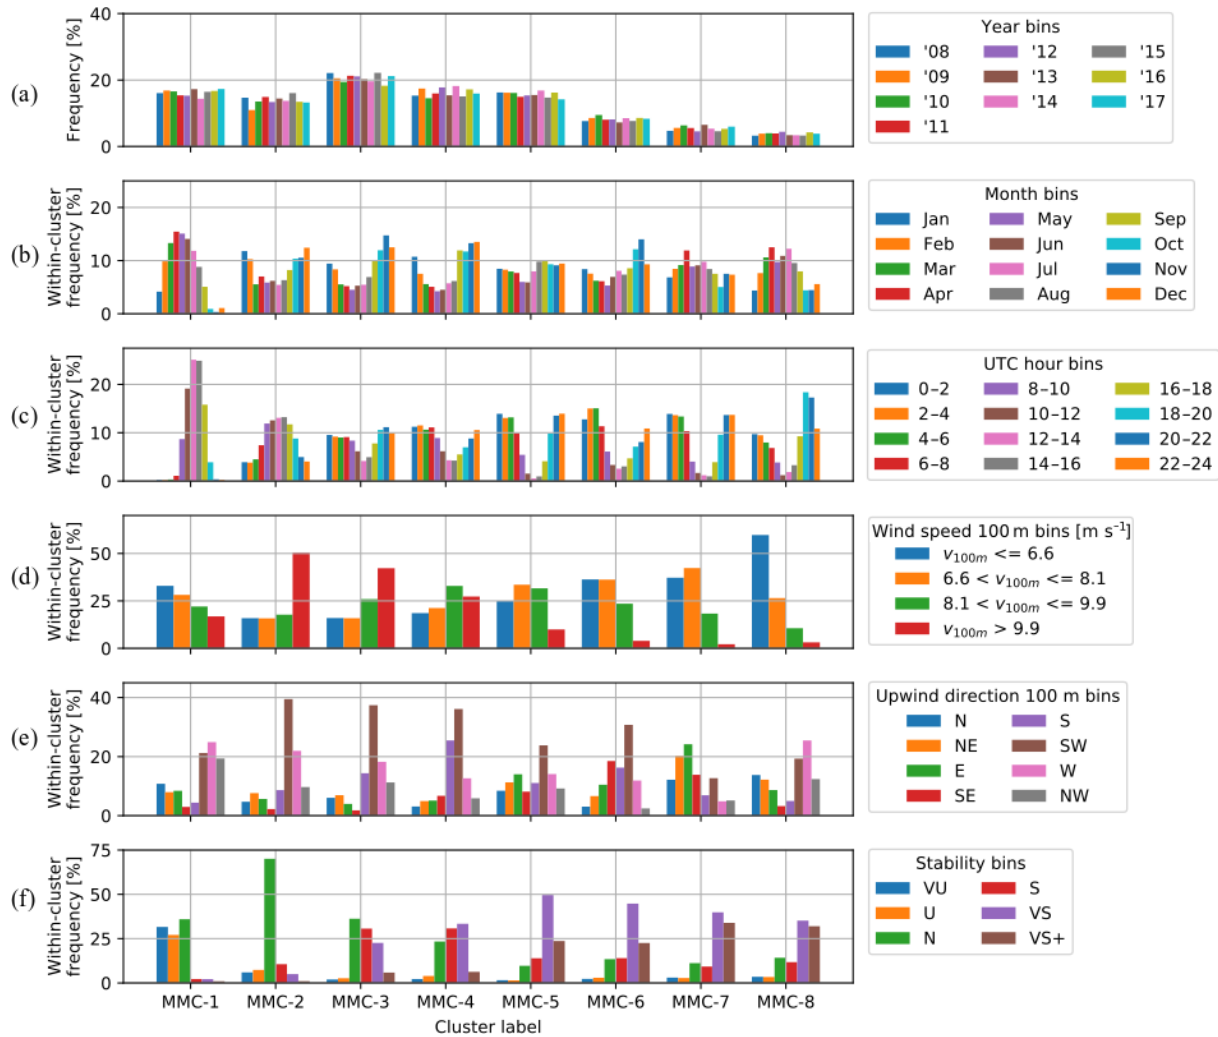 (a)
Frequency [%]
40
20
0
Year bins
'08 '12 '15
'09 '13 '16
'10 '14 '17
'11
(b)
Within-cluster
frequency [%]
20
10
0
Month bins
Jan May Sep
Feb Jun Oct
Mar Jul Nov
Apr Aug Dec
(c)
Within-cluster
frequency [%]
20
10
0
UTC hour bins
0–2 8–10 16–18
2–4 10–12 18–20
4–6 12–14 20–22
6–8 14–16 22–24
(d)
Within-cluster
frequency [%]
50
25
0
Wind speed 100 m bins [m s⁻¹]
v100m <= 6.6
6.6 < v100m <= 8.1
8.1 < v100m <= 9.9
v100m > 9.9
(e)
Within-cluster
frequency [%]
40
20
0
Upwind direction 100 m bins
N S
NE SW
E W
SE NW
(f)
Within-cluster
frequency [%]
75
50
25
0
Stability bins
VU S
U VS
N VS+
MMC-1 MMC-2 MMC-3 MMC-4 MMC-5 MMC-6 MMC-7 MMC-8
Cluster label